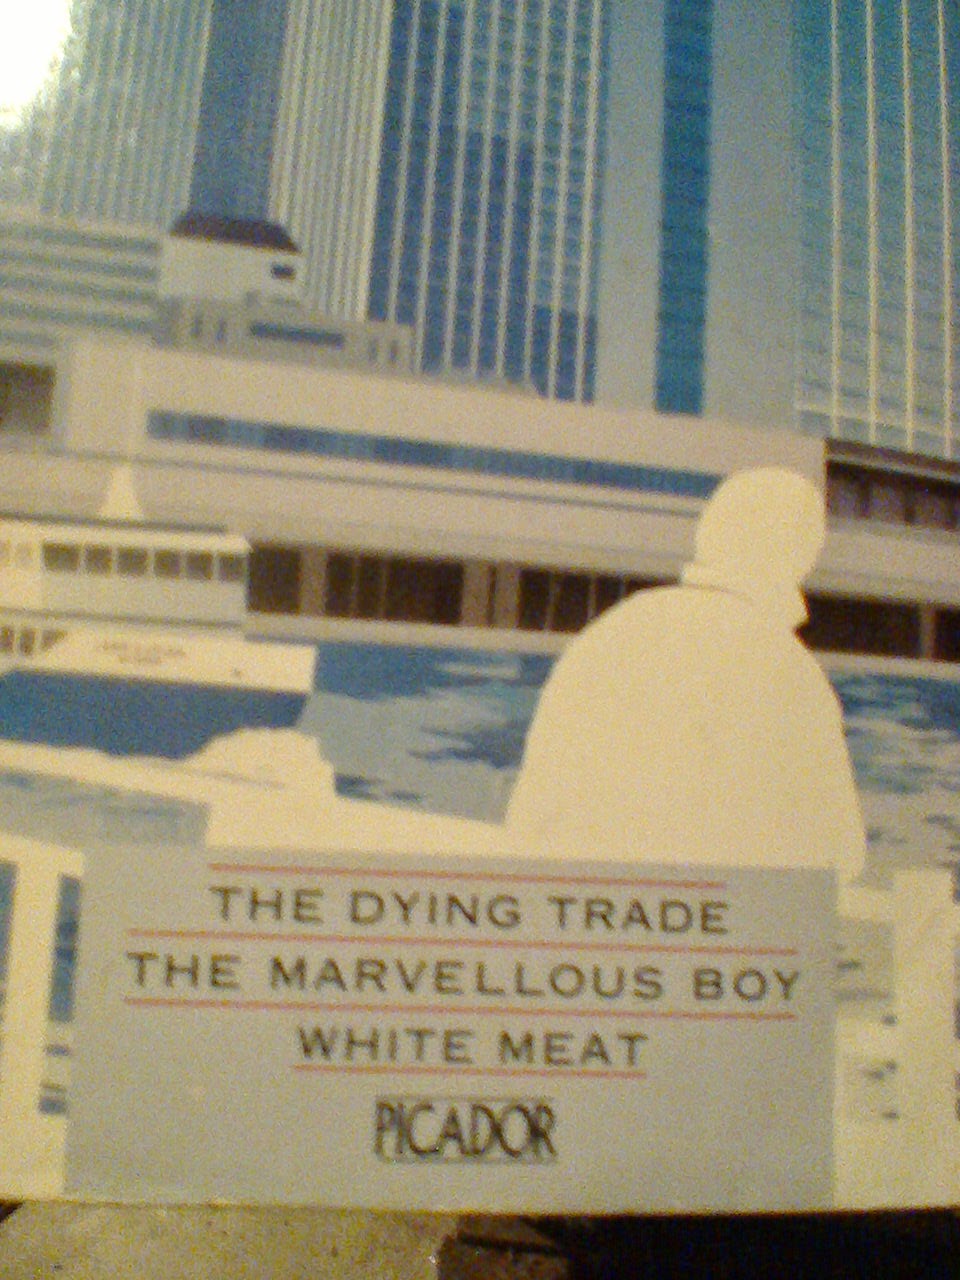 THE DYING TRADE
THE MARVELLOUS BOY
WHITE MEAT
PICADOR